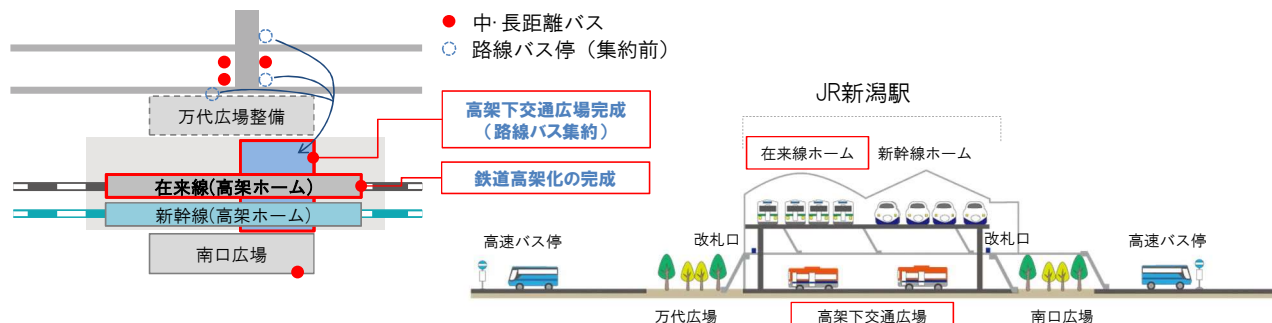 中・長距離バス
路線バス停（集約前）
万代広場整備
高架下交通広場完成
（路線バス集約）
在来線(高架ホーム)
鉄道高架化の完成
新幹線(高架ホーム)
南口広場
JR新潟駅
在来線ホーム
新幹線ホーム
高速バス停
改札口
改札口
高速バス停
万代広場
高架下交通広場
南口広場